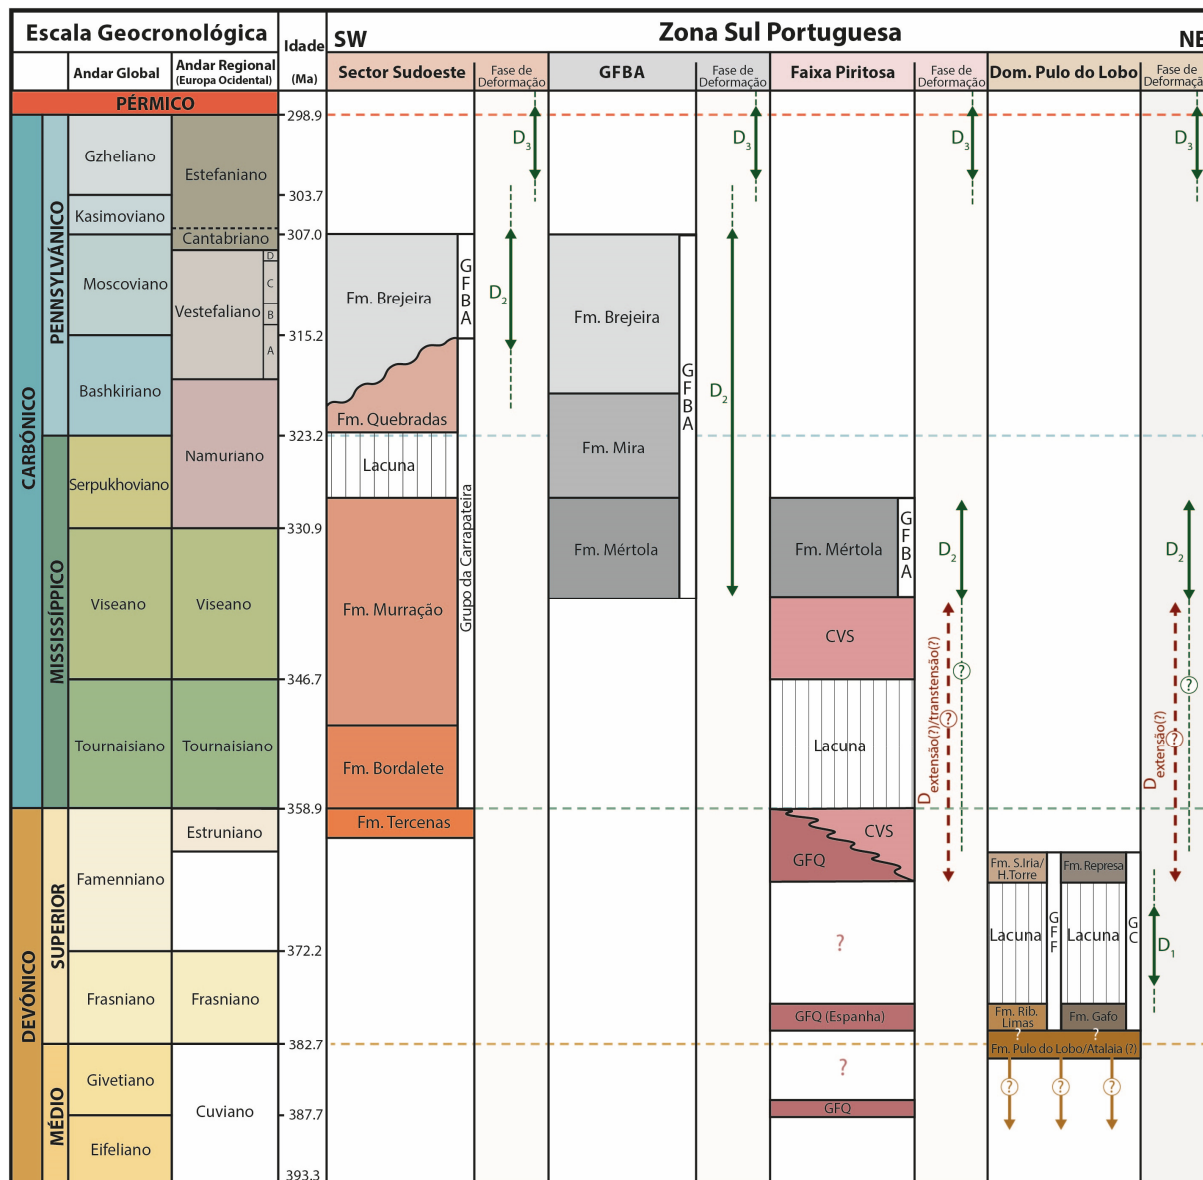 Escala Geocronológica
Idade
(Ma)
SW
Zona Sul Portuguesa
NE
Andar Global
Andar Regional
(Europa Ocidental)
Sector Sudoeste
Fase de
Deformação
GFBA
Fase de
Deformação
Faixa Piritosa
Fase de
Deformação
Dom. Pulo do Lobo
Fase de
Deformação
PÉRMICO
CARBÓNICO
PENNSYLVÁNICO
MISSISSÍPPICO
DEVÓNICO
SUPERIOR
MÉDIO
Gzheliano
Kasimoviano
Moscoviano
Bashkiriano
Serpukhoviano
Viseano
Tournaisiano
Famenniano
Frasniano
Givetiano
Eifeliano
Estefaniano
Cantabriano
Vestefaliano
D
C
B
A
Namuriano
Viseano
Tournaisiano
Estruniano
Frasniano
Cuviano
298.9
303.7
307.0
315.2
323.2
330.9
346.7
358.9
372.2
382.7
387.7
393.3
Fm. Brejeira
GFBA
Fm. Quebradas
Lacuna
Fm. Murração
Grupo da Carrapateira
Fm. Bordalete
Fm. Tercenas
D3
D2
Fm. Brejeira
Fm. Mira
Fm. Mértola
GFBA
D3
D2
Fm. Mértola
GFBA
CVS
Lacuna
CVS
GFQ
?
GFQ (Espanha)
?
GFQ
D3
D2
?
Dextensão(?)/transtensão(?)
?
Fm. S.Iria/
H.Torre
Fm. Represa
Lacuna
GFF
Lacuna
GC
Fm. Rib.
Limas
Fm. Gafo
? ?
Fm. Pulo do Lobo/Atalaia (?)
? ? ?
D3
D2
?
Dextensão(?)
?
D1